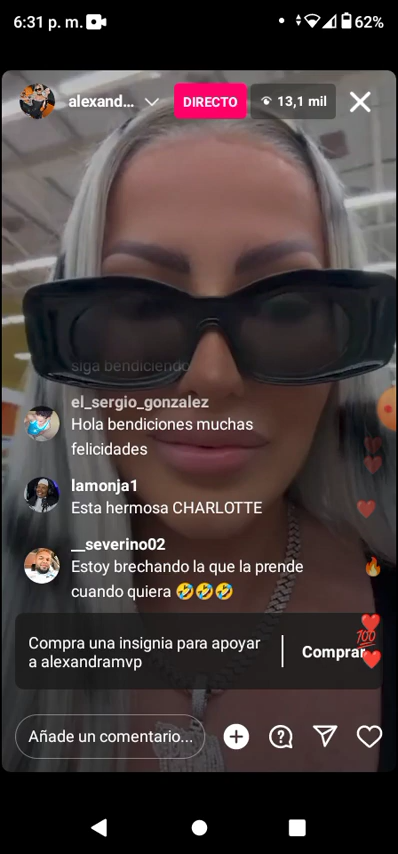 6:31 p. m.
62%
alexand...
DIRECTO
13,1 mil
siga bendiciendo
el_sergio_gonzalez
Hola bendiciones muchas
felicidades
lamonja1
Esta hermosa CHARLOTTE
__severino02
Estoy brechando la que la prende
cuando quiera 🤣🤣🤣
Compra una insignia para apoyar
a alexandramvp
Comprar
💯
Añade un comentario...